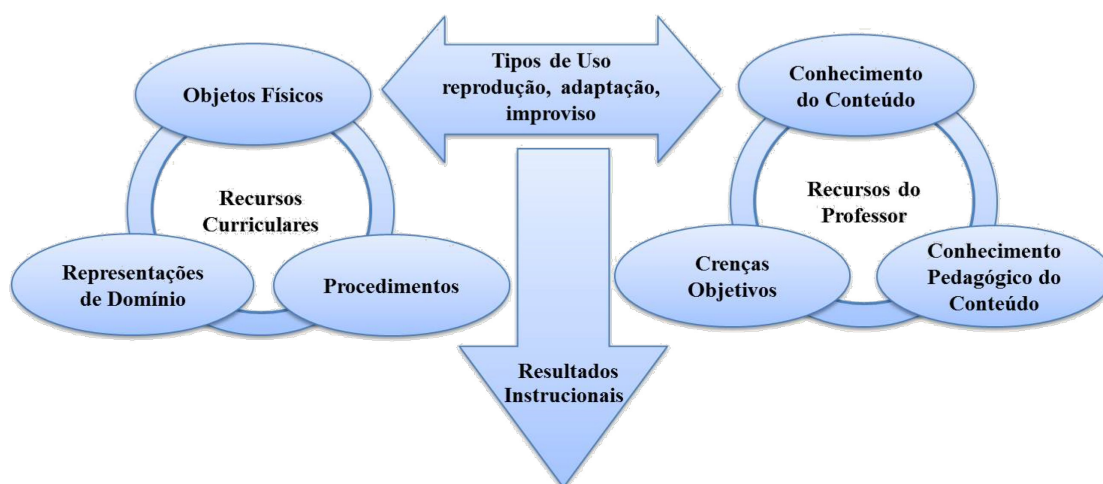 Objetos Físicos
Recursos
Curriculares
Representações
de Domínio
Procedimentos
Tipos de Uso
reprodução, adaptação,
improviso
Resultados
Instrucionais
Conhecimento
do Conteúdo
Recursos do
Professor
Crenças
Objetivos
Conhecimento
Pedagógico do
Conteúdo